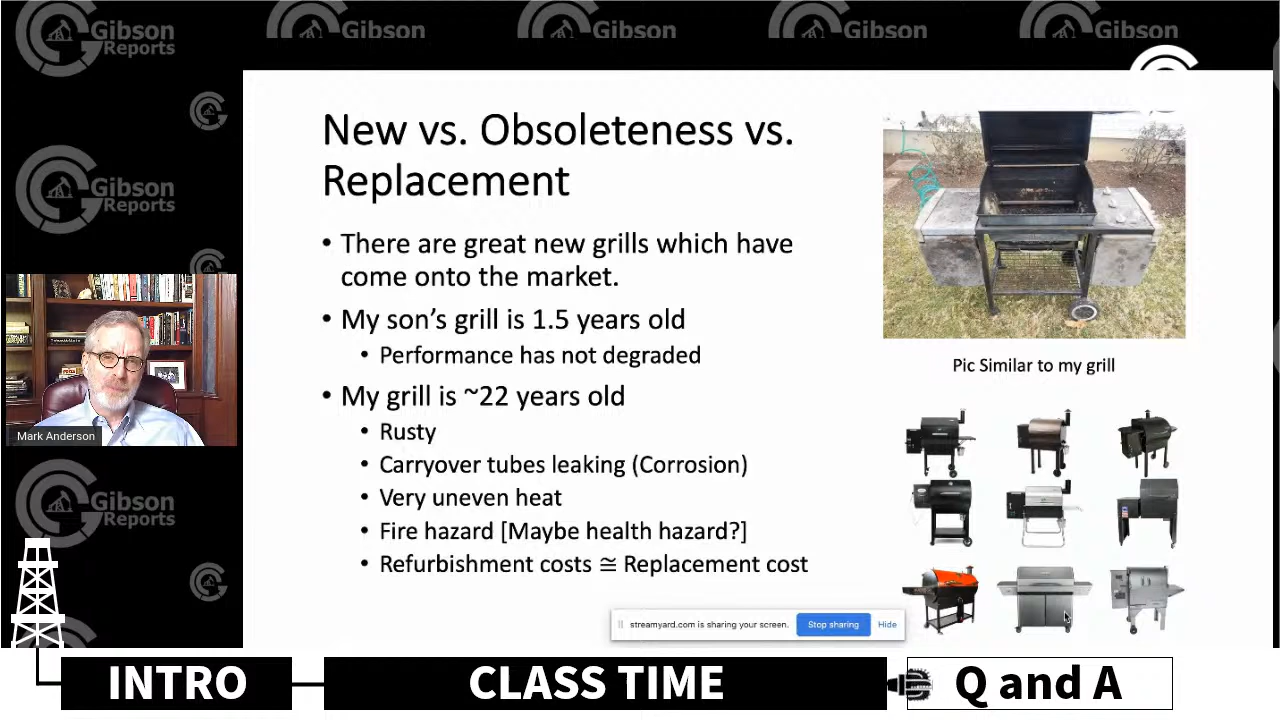 Gibson
Reports
Gibson
Gibson
Gibson
Gibson
Gibson
Reports
Gibson
Reports
New vs. Obsoleteness vs.
Replacement
• There are great new grills which have
come onto the market.
• My son's grill is 1.5 years old
• Performance has not degraded
• My grill is ~22 years old
• Rusty
• Carryover tubes leaking (Corrosion)
• Very uneven heat
• Fire hazard [Maybe health hazard?]
• Refurbishment costs ≅ Replacement cost
Pic Similar to my grill
Mark Anderson
streamyard.com is sharing your screen.
Stop sharing
Hide
INTRO
CLASS TIME
Q and A